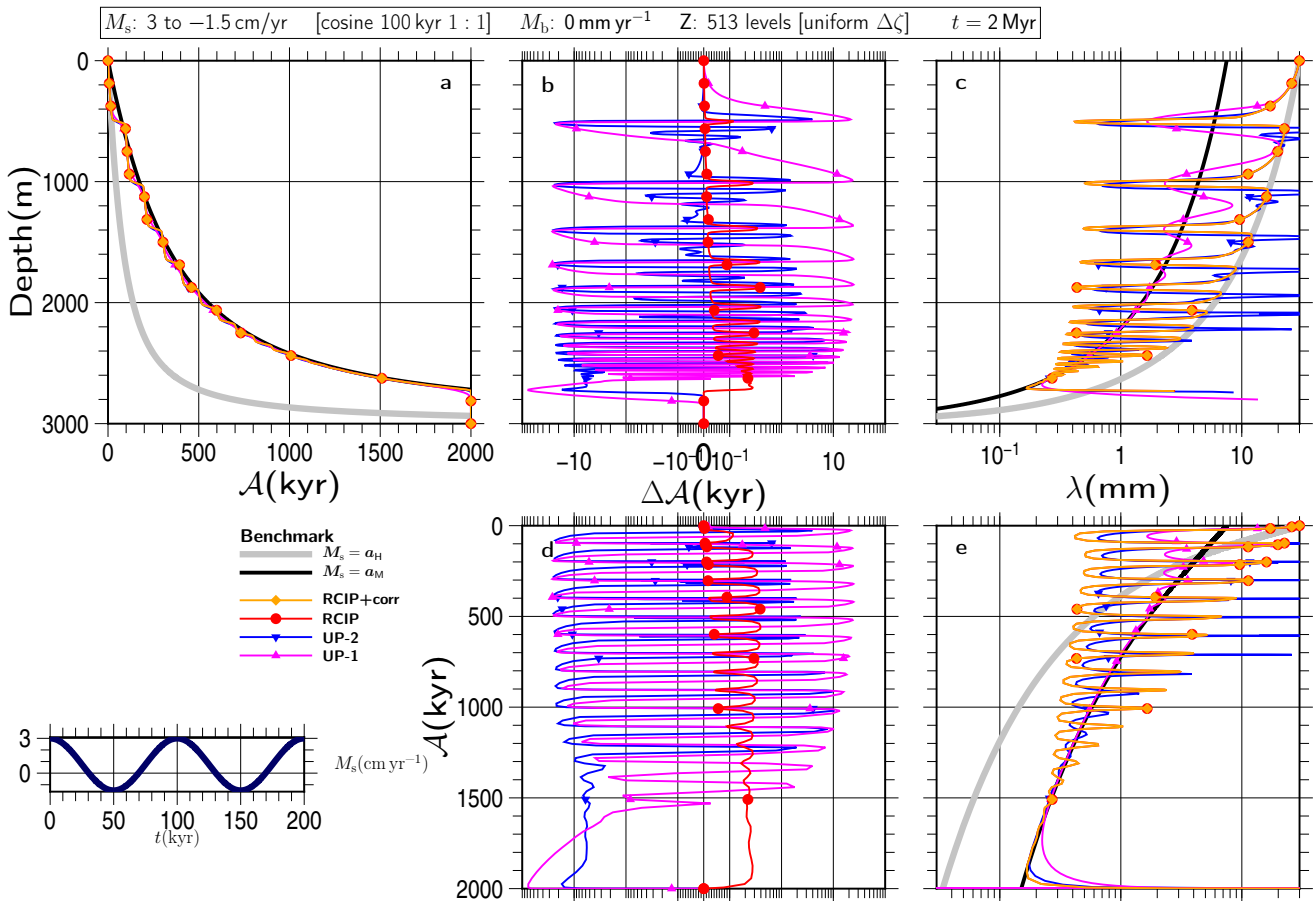 Mₛ: 3 to −1.5 cm/yr [cosine 100 kyr 1 : 1] M_b: 0 mm yr⁻¹ Z: 513 levels [uniform Δζ] t = 2 Myr
a b c
0
1000
2000
3000
Depth(m)
0 500 1000 1500 2000
𝒜(kyr)
−10 −10⁻¹ 0 10⁻¹ 10
Δ𝒜(kyr)
10⁻¹ 1 10
λ(mm)
Benchmark
Mₛ = a_H
Mₛ = a_M
RCIP+corr
RCIP
UP-2
UP-1
3
0
Mₛ(cm yr⁻¹)
0 50 100 150 200
t(kyr)
d e
0
500
1000
1500
2000
𝒜(kyr)